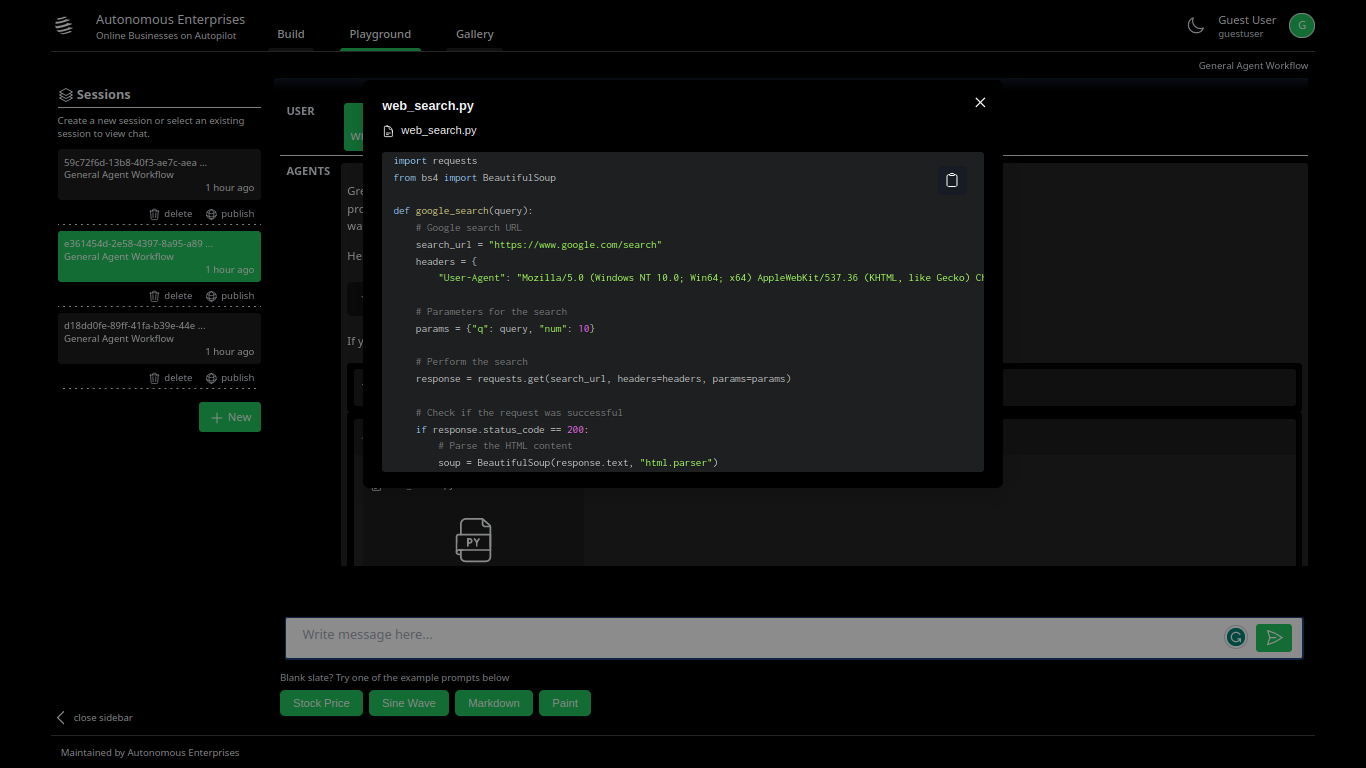 Autonomous Enterprises
Online Businesses on Autopilot
Build
Playground
Gallery
Guest User
guestuser
G
General Agent Workflow
Sessions
Create a new session or select an existing
session to view chat.
59c72f6d-13b8-40f3-ae7c-aea ...
General Agent Workflow
1 hour ago
delete
publish
e361454d-2e58-4397-8a95-a89 ...
General Agent Workflow
1 hour ago
delete
publish
d18dd0fe-89ff-41fa-b39e-44e ...
General Agent Workflow
1 hour ago
delete
publish
+ New
USER
AGENTS
web_search.py
web_search.py
import requests
from bs4 import BeautifulSoup
def google_search(query):
# Google search URL
search_url = "https://www.google.com/search"
headers = {
"User-Agent": "Mozilla/5.0 (Windows NT 10.0; Win64; x64) AppleWebKit/537.36 (KHTML, like Gecko) Ch
# Parameters for the search
params = {"q": query, "num": 10}
# Perform the search
response = requests.get(search_url, headers=headers, params=params)
# Check if the request was successful
if response.status_code == 200:
# Parse the HTML content
soup = BeautifulSoup(response.text, "html.parser")
PY
Write message here...
Blank slate? Try one of the example prompts below
Stock Price
Sine Wave
Markdown
Paint
close sidebar
Maintained by Autonomous Enterprises